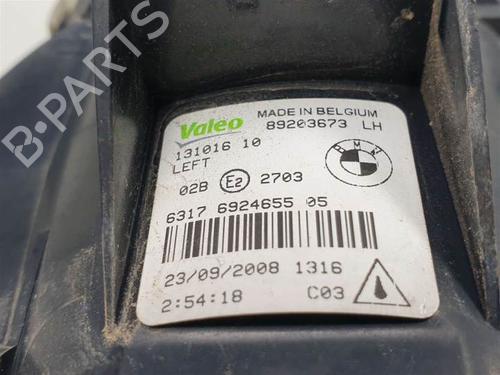 B-PARTS
Valeo
MADE IN BELGIUM
89203673 LH
131016 10
LEFT
BMW
02B E2 2703
6317 6924655 05
23/09/2008 1316
2:54:18 C03